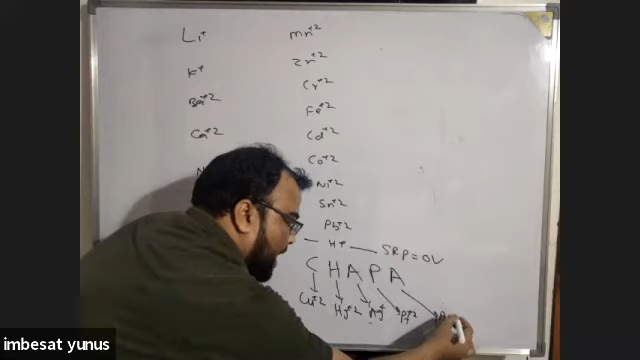 Li+
K+
Ba+2
Ca+2
N
Mn+2
Zn+2
Cr+2
Fe+2
Cd+2
Co+2
Ni+2
Sn+2
Pb+2
H+ SRP = 0V
C H A P A
Cu+2 Hg+2 Ag+ Pt+2
imbesat yunus